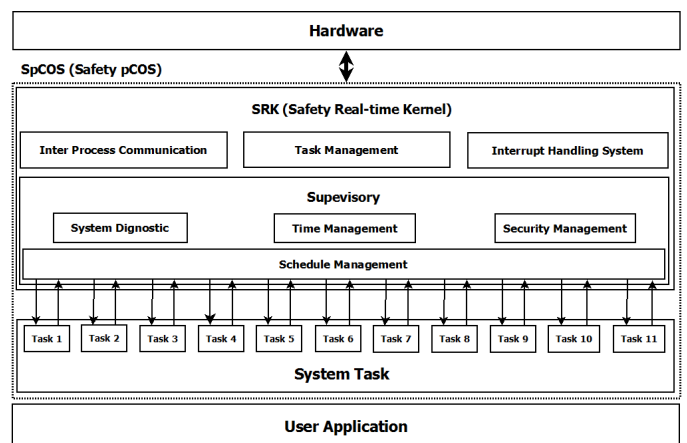 Hardware
SpCOS (Safety pCOS)
SRK (Safety Real-time Kernel)
Inter Process Communication
Task Management
Interrupt Handling System
Supevisory
System Dignostic
Time Management
Security Management
Schedule Management
Task 1
Task 2
Task 3
Task 4
Task 5
Task 6
Task 7
Task 8
Task 9
Task 10
Task 11
System Task
User Application